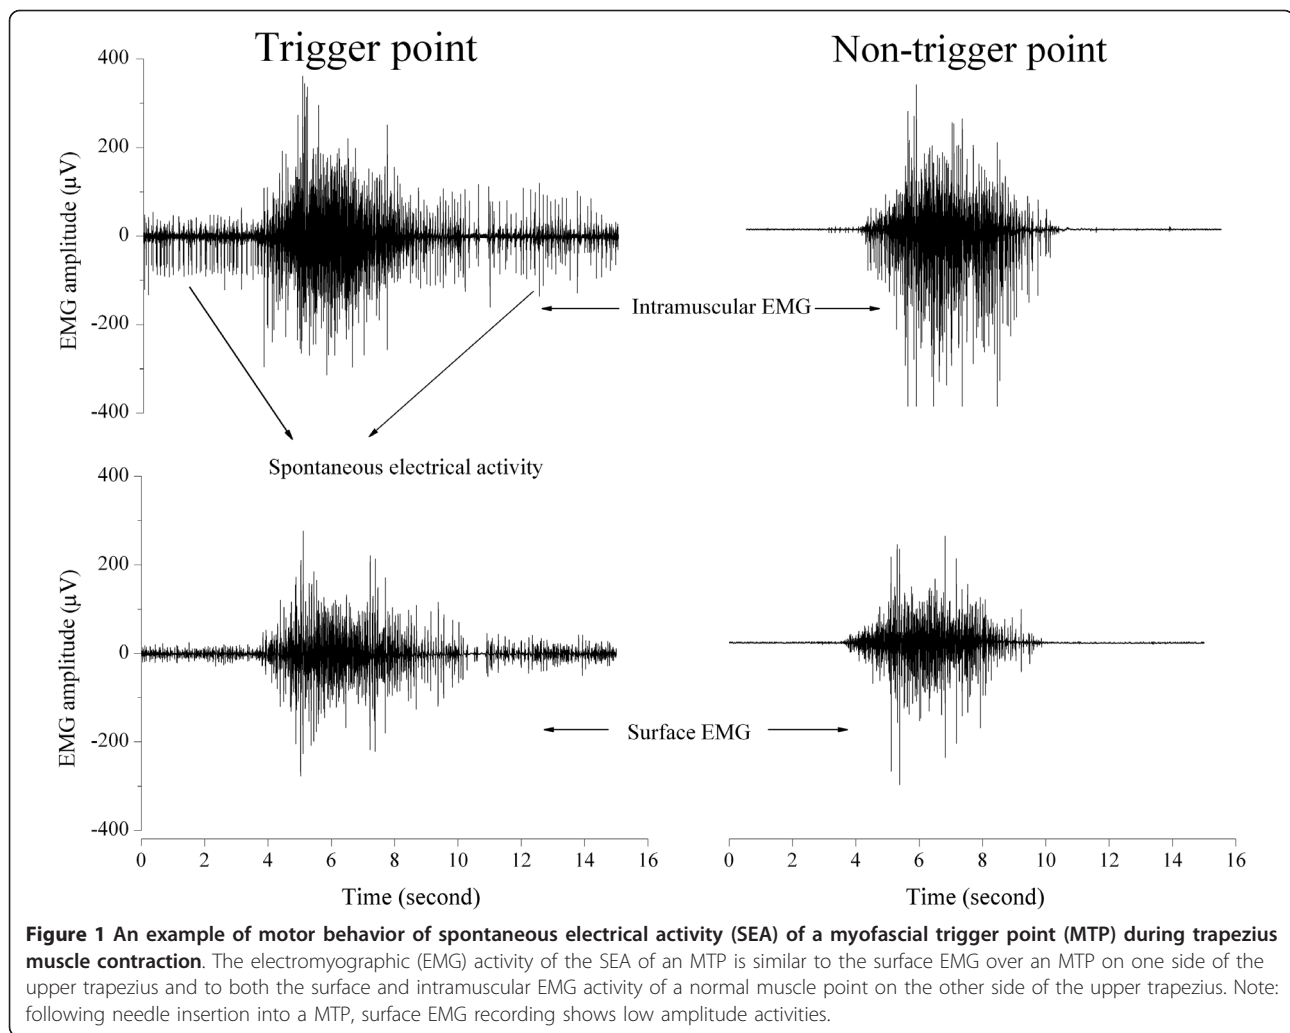 Trigger point
Non-trigger point
400
200
0
-200
-400
EMG amplitude (µV)
Intramuscular EMG
Spontaneous electrical activity
400
200
0
-200
-400
EMG amplitude (µV)
Surface EMG
0 2 4 6 8 10 12 14 16
0 2 4 6 8 10 12 14 16
Time (second)
Time (second)
Figure 1 An example of motor behavior of spontaneous electrical activity (SEA) of a myofascial trigger point (MTP) during trapezius
muscle contraction. The electromyographic (EMG) activity of the SEA of an MTP is similar to the surface EMG over an MTP on one side of the
upper trapezius and to both the surface and intramuscular EMG activity of a normal muscle point on the other side of the upper trapezius. Note:
following needle insertion into a MTP, surface EMG recording shows low amplitude activities.